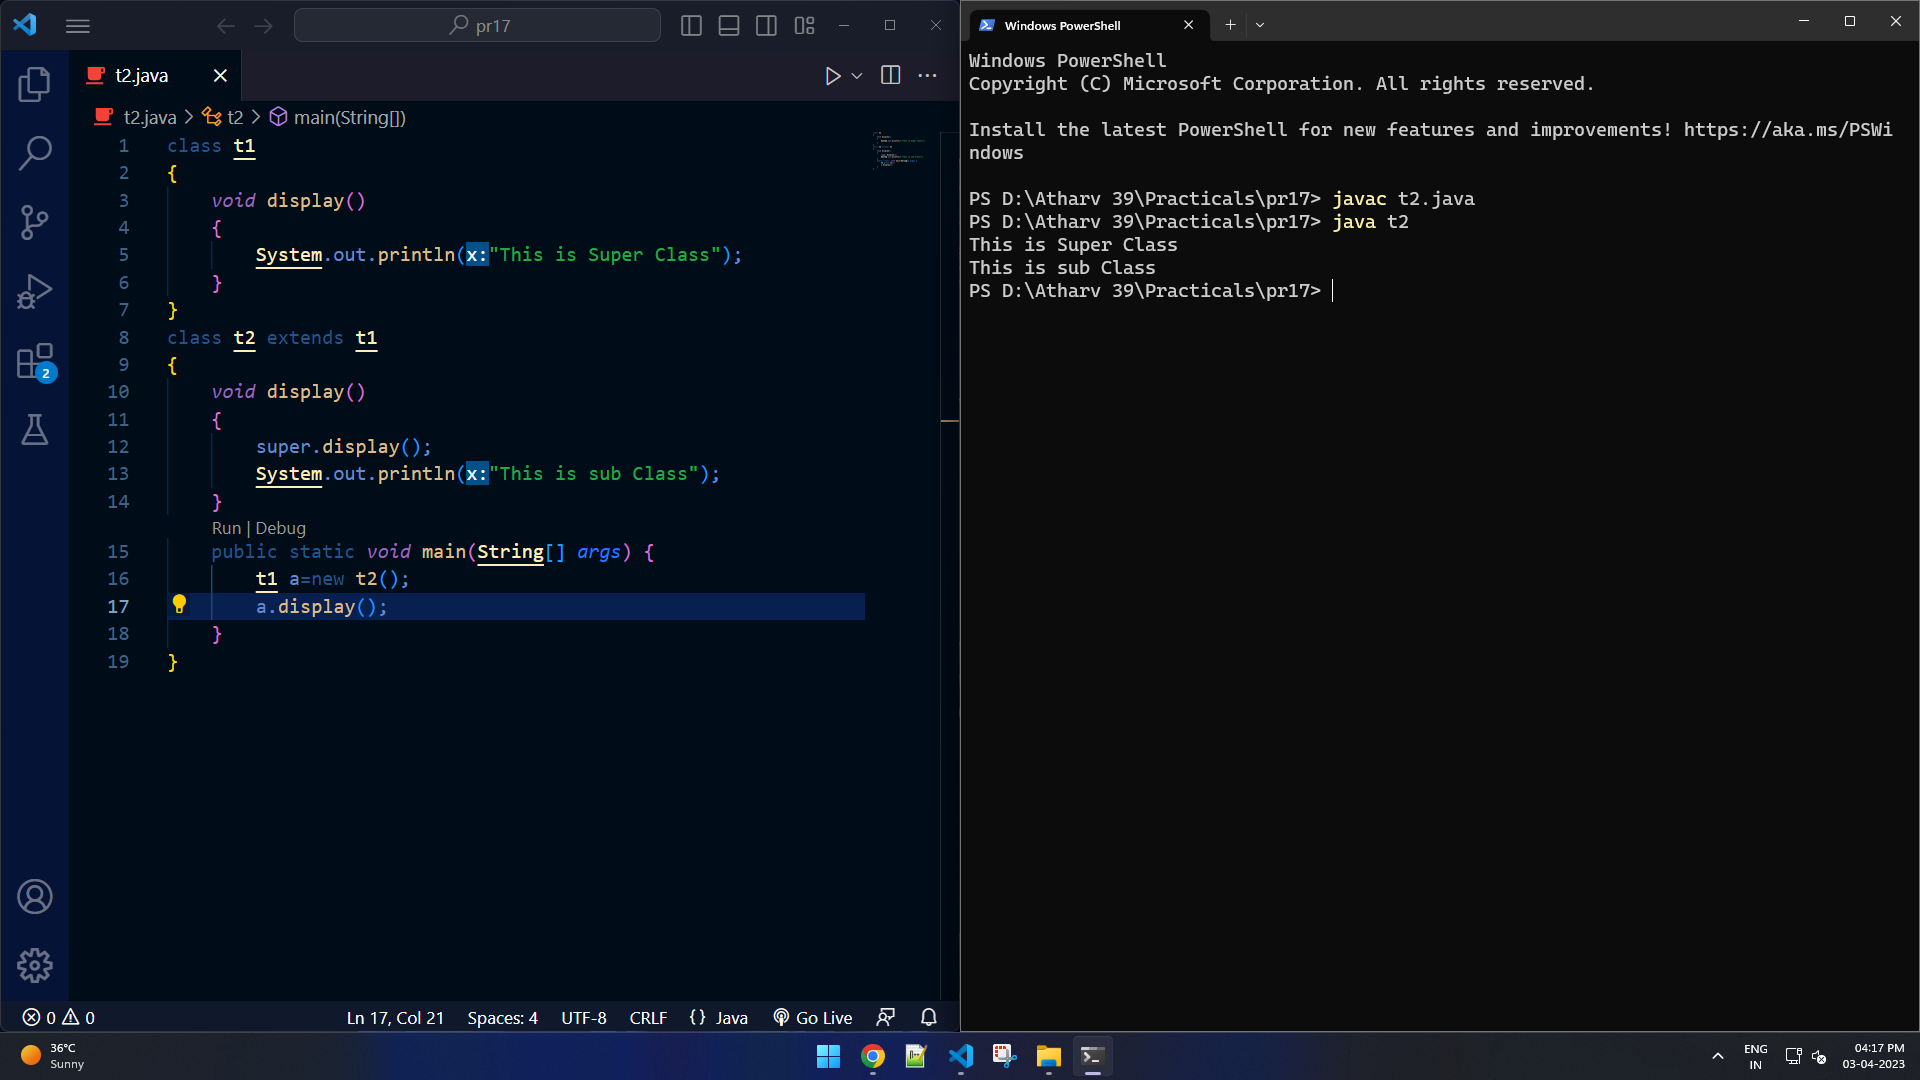 pr17
t2.java
t2.java > t2 > main(String[])
1 class t1
2 {
3 void display()
4 {
5 System.out.println(x:"This is Super Class");
6 }
7 }
8 class t2 extends t1
9 {
10 void display()
11 {
12 super.display();
13 System.out.println(x:"This is sub Class");
14 }
Run | Debug
15 public static void main(String[] args) {
16 t1 a=new t2();
17 a.display();
18 }
19 }
2
0 0 Ln 17, Col 21 Spaces: 4 UTF-8 CRLF {} Java Go Live
Windows PowerShell
Windows PowerShell
Copyright (C) Microsoft Corporation. All rights reserved.
Install the latest PowerShell for new features and improvements! https://aka.ms/PSWi
ndows
PS D:\Atharv 39\Practicals\pr17> javac t2.java
PS D:\Atharv 39\Practicals\pr17> java t2
This is Super Class
This is sub Class
PS D:\Atharv 39\Practicals\pr17>
36°C
Sunny
ENG
IN
04:17 PM
03-04-2023